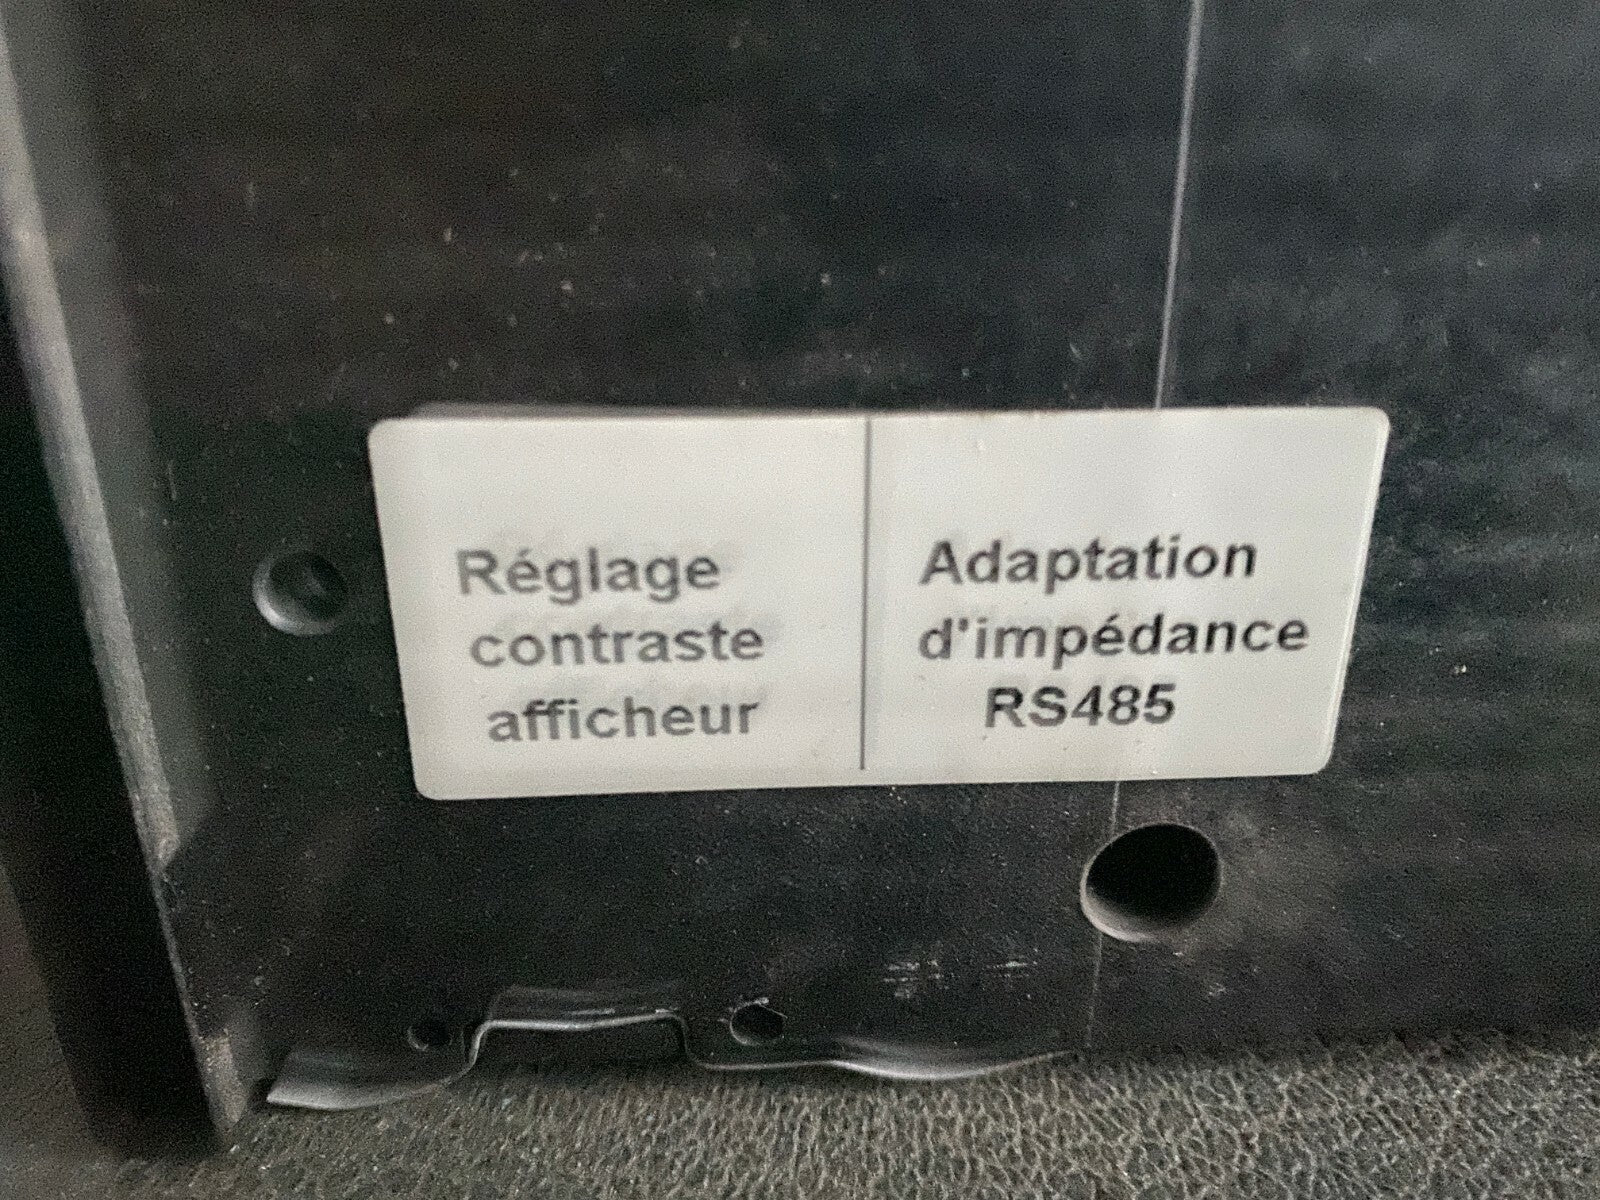 Réglage
contraste
afficheur
Adaptation
d'impédance
RS485